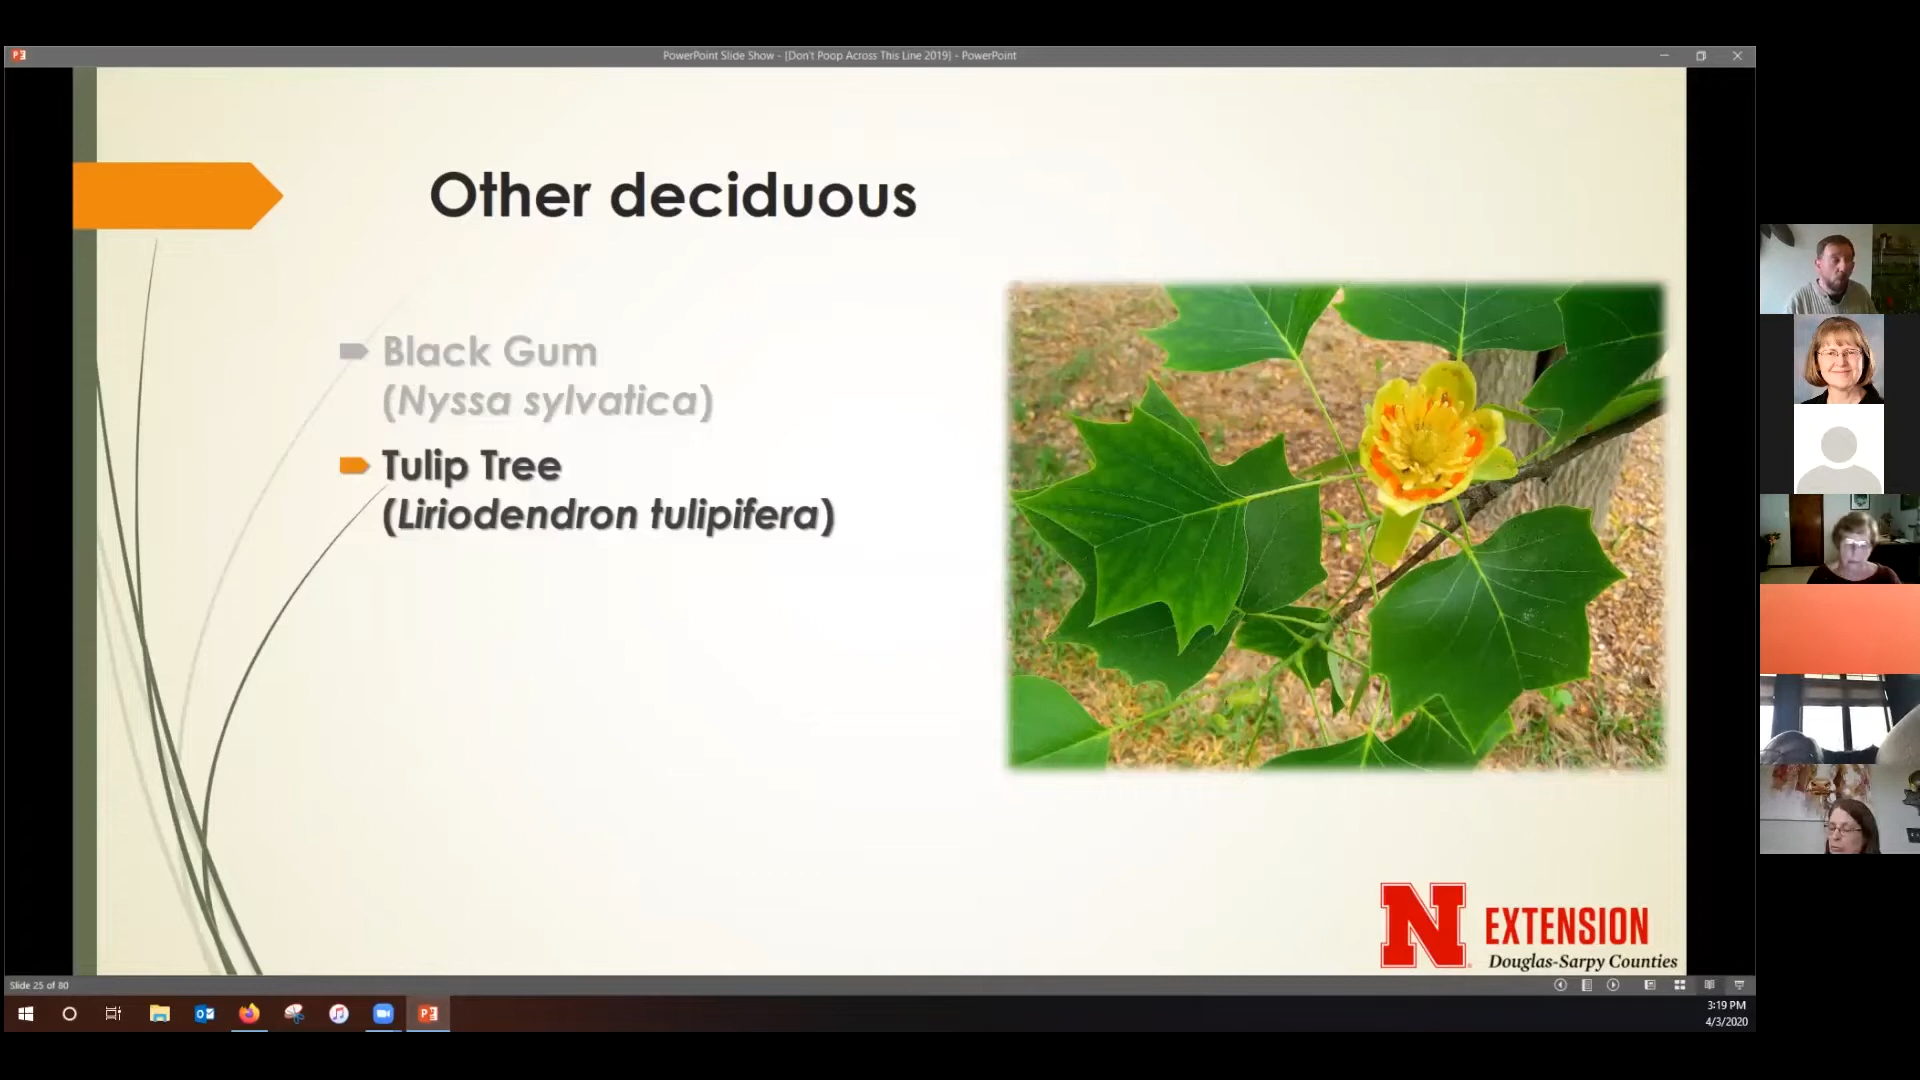 PowerPoint Slide Show - [Don't Poop Across This Line 2019] - PowerPoint
Other deciduous
Black Gum
(Nyssa sylvatica)
Tulip Tree
(Liriodendron tulipifera)
N EXTENSION
Douglas-Sarpy Counties
Slide 25 of 80
3:19 PM
4/3/2020